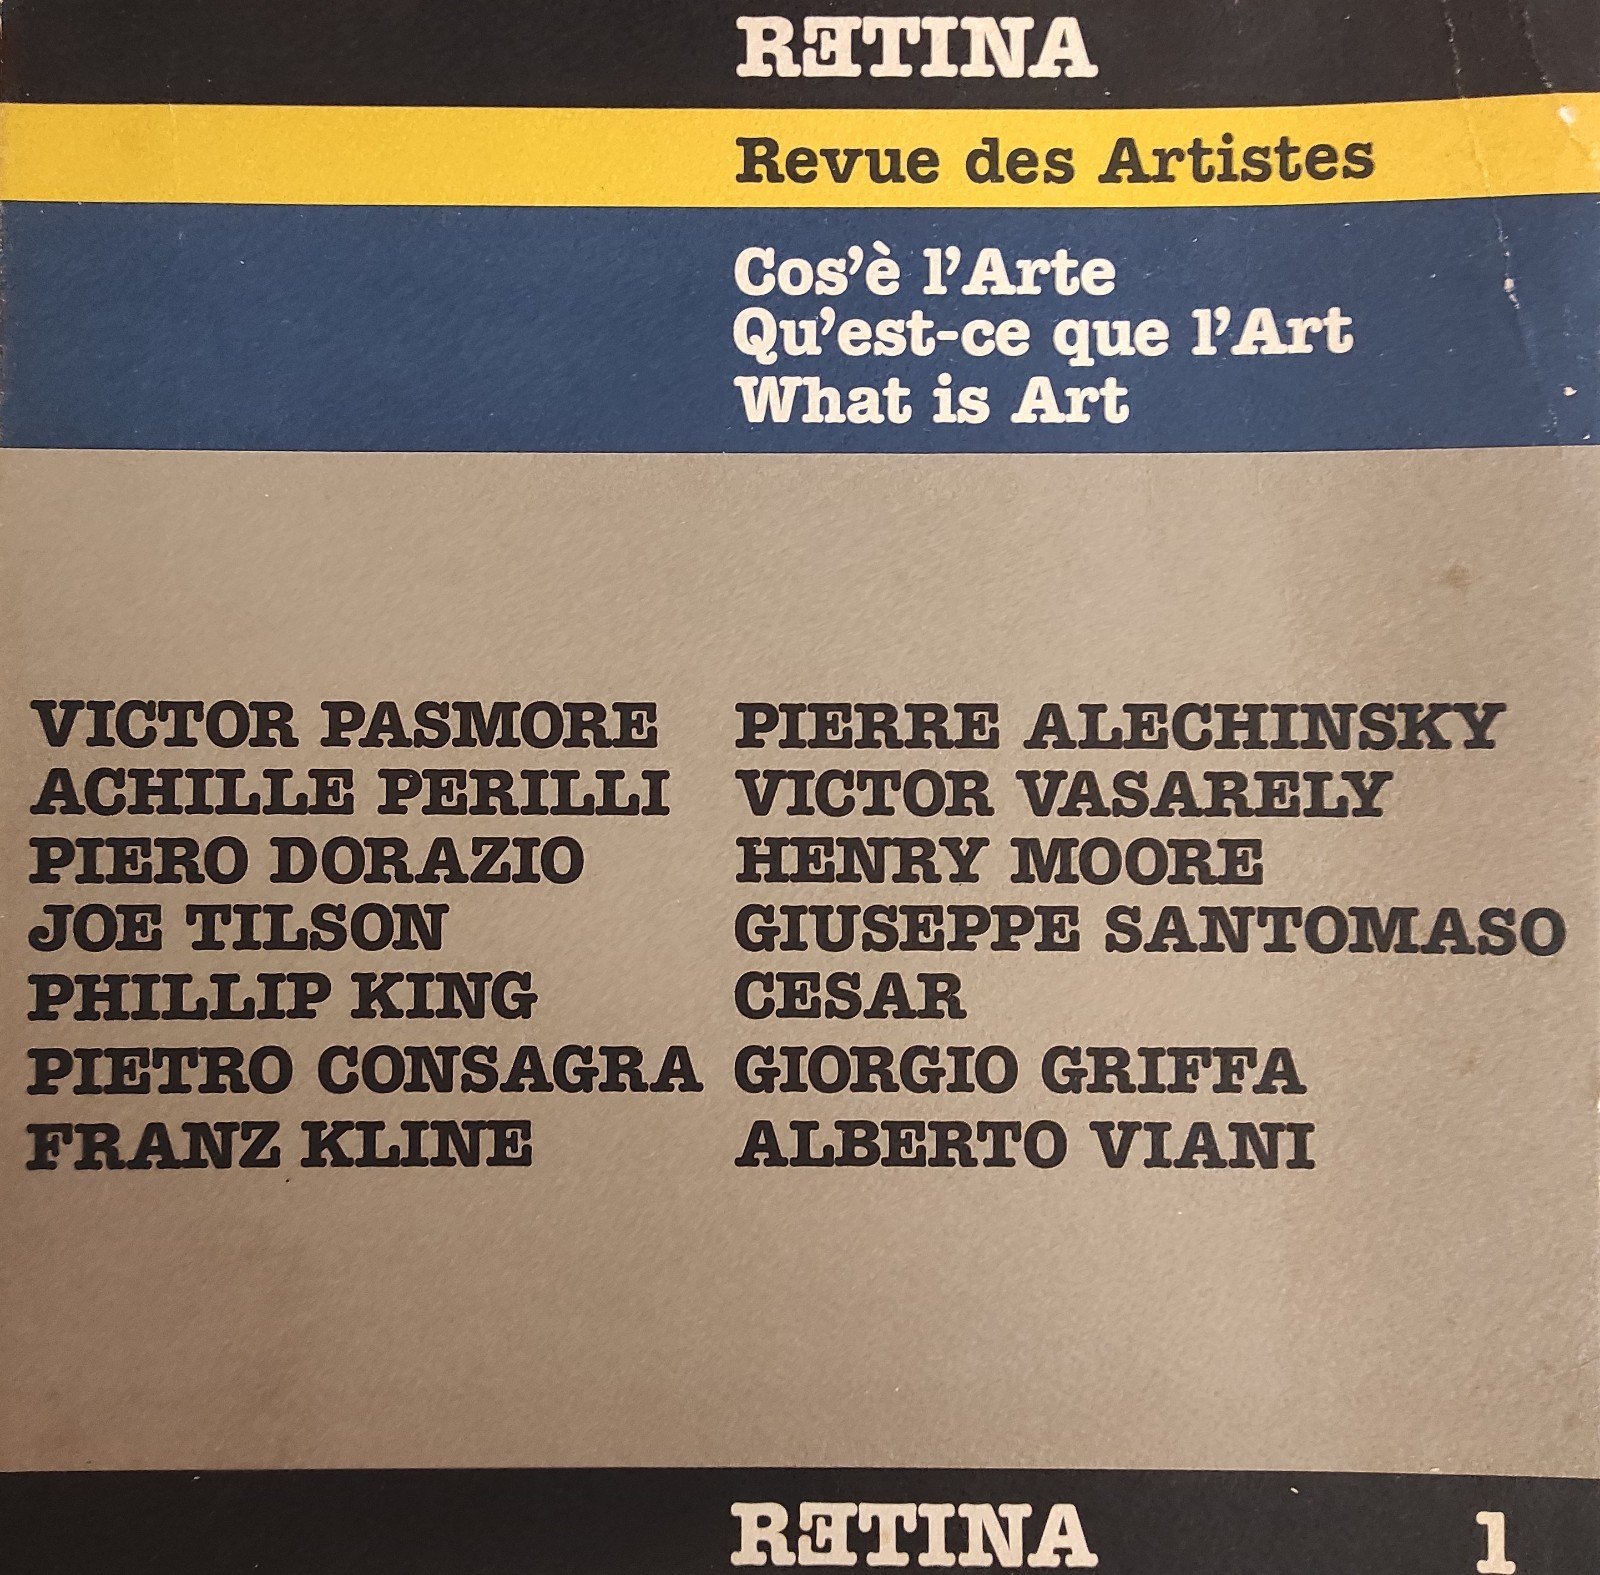 RETINA
Revue des Artistes
Cos'è l'Arte
Qu'est-ce que l'Art
What is Art
VICTOR PASMORE
ACHILLE PERILLI
PIERO DORAZIO
JOE TILSON
PHILLIP KING
PIETRO CONSAGRA
FRANZ KLINE
PIERRE ALECHINSKY
VICTOR VASARELY
HENRY MOORE
GIUSEPPE SANTOMASO
CESAR
GIORGIO GRIFFA
ALBERTO VIANI
RETINA 1